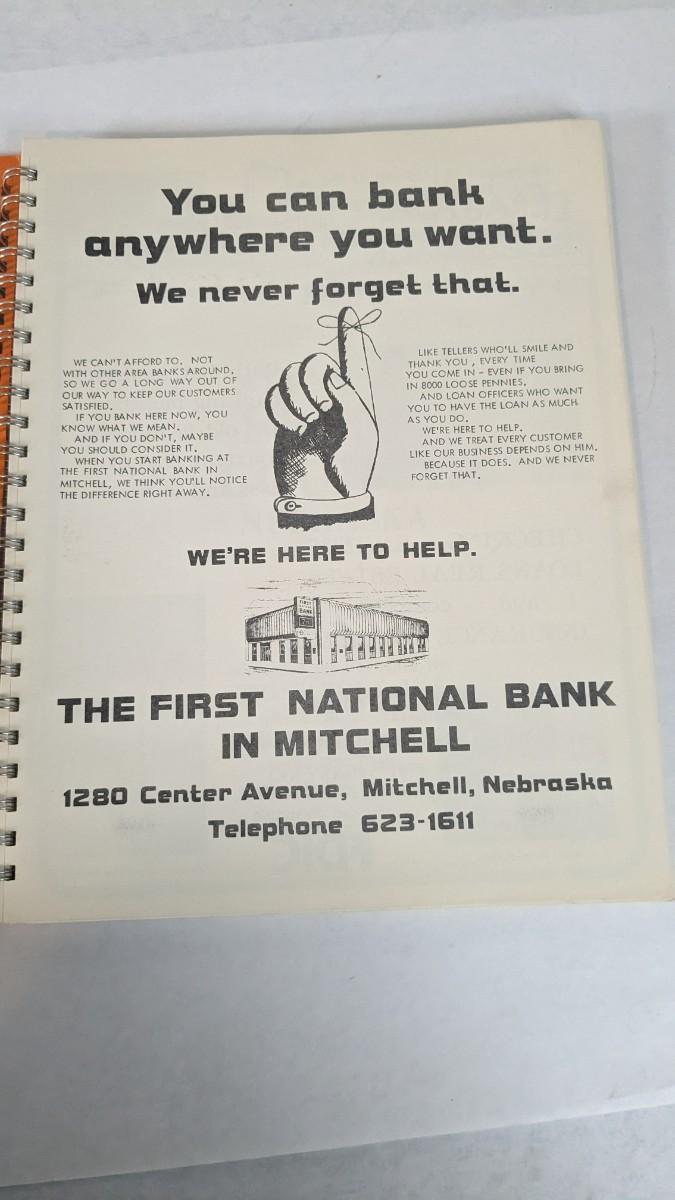 You can bank
anywhere you want.
We never forget that.
WE CAN'T AFFORD TO. NOT
WITH OTHER AREA BANKS AROUND,
SO WE GO A LONG WAY OUT OF
OUR WAY TO KEEP OUR CUSTOMERS
SATISFIED.
IF YOU BANK HERE NOW, YOU
KNOW WHAT WE MEAN.
AND IF YOU DON'T, MAYBE
YOU SHOULD CONSIDER IT.
WHEN YOU START BANKING AT
THE FIRST NATIONAL BANK IN
MITCHELL, WE THINK YOU'LL NOTICE
THE DIFFERENCE RIGHT AWAY.
LIKE TELLERS WHO'LL SMILE AND
THANK YOU, EVERY TIME
YOU COME IN - EVEN IF YOU BRING
IN 8000 LOOSE PENNIES.
AND LOAN OFFICERS WHO WANT
YOU TO HAVE THE LOAN AS MUCH
AS YOU DO.
WE'RE HERE TO HELP.
AND WE TREAT EVERY CUSTOMER
LIKE OUR BUSINESS DEPENDS ON HIM.
BECAUSE IT DOES. AND WE NEVER
FORGET THAT.
WE'RE HERE TO HELP.
FIRST
BANK
THE FIRST NATIONAL BANK
IN MITCHELL
1280 Center Avenue, Mitchell, Nebraska
Telephone 623-1611